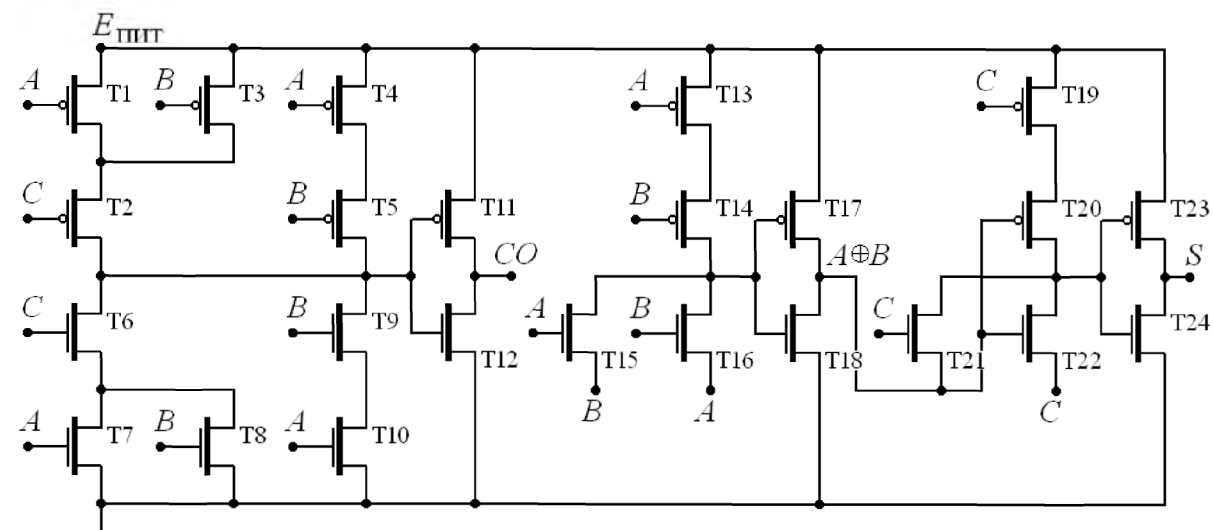 E ПИТ
A B A A C
T1 T3 T4 T13 T19
C B B
T2 T5 T11 T14 T17 T20 T23
CO A⊕B S
C B A B C
T6 T9 T12 T15 T16 T18 T21 T22 T24
A B A B A C
T7 T8 T10